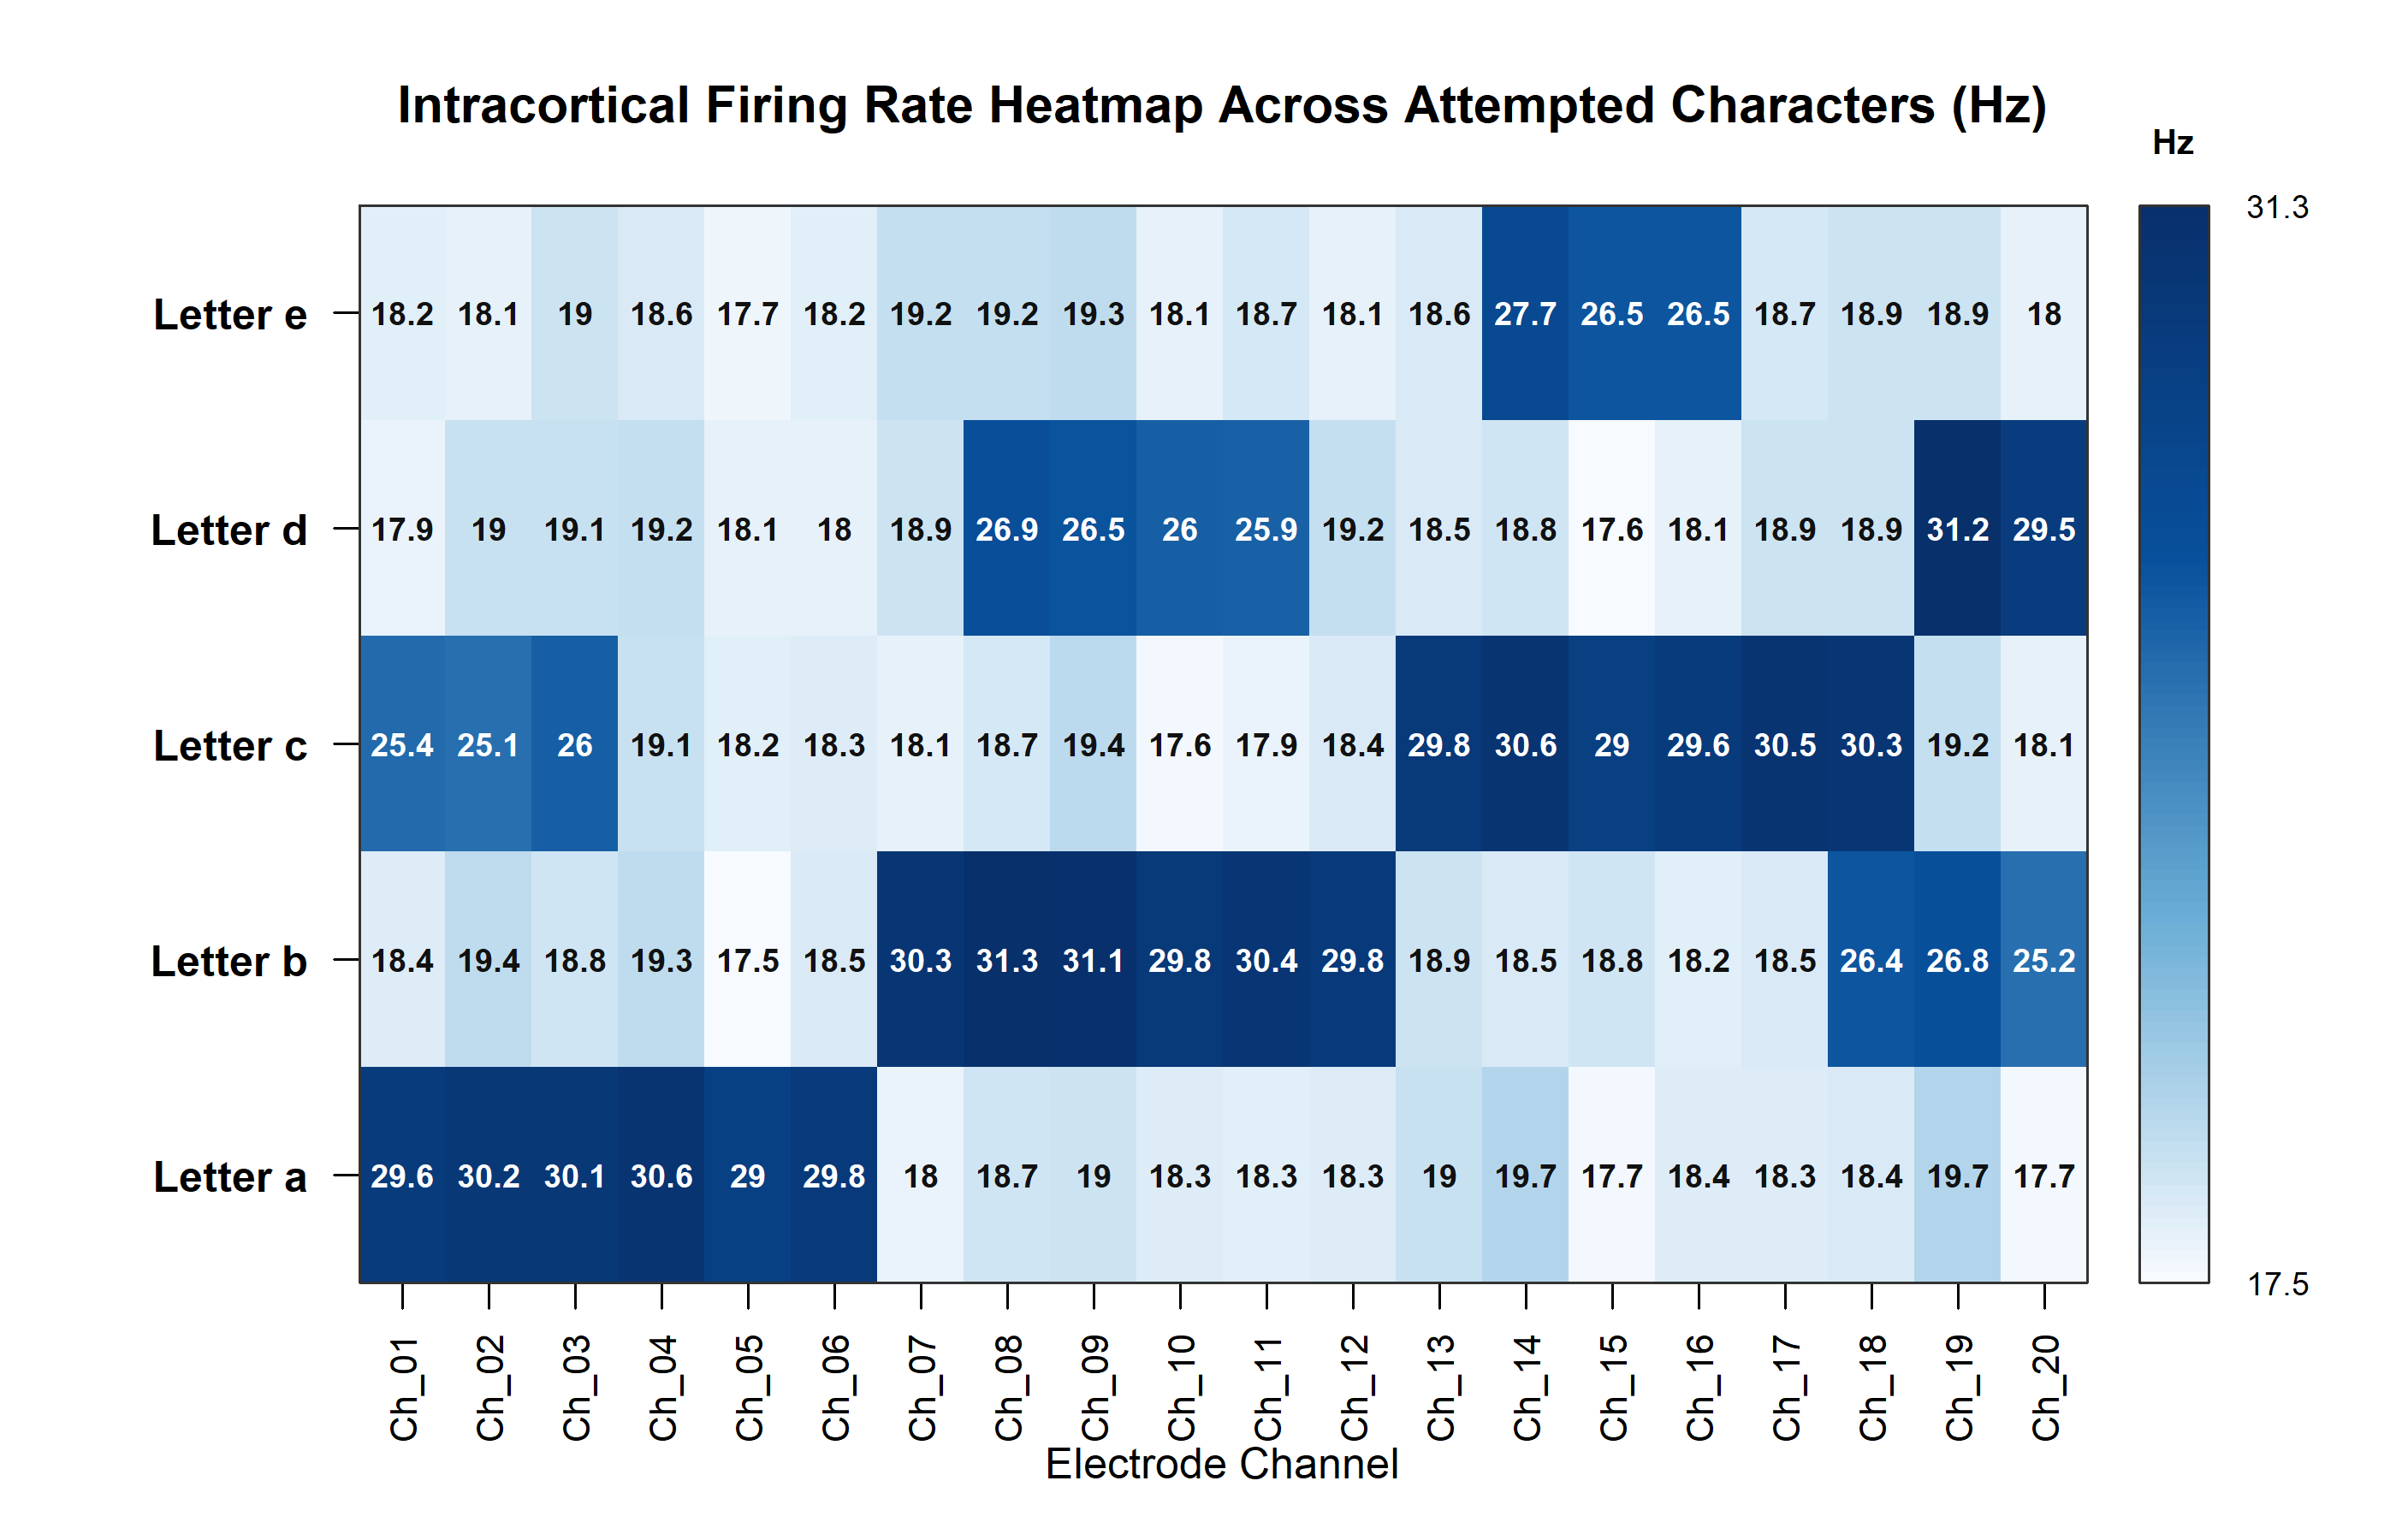 Intracortical Firing Rate Heatmap Across Attempted Characters (Hz)
Hz
31.3
17.5
Letter e 18.2 18.1 19 18.6 17.7 18.2 19.2 19.2 19.3 18.1 18.7 18.1 18.6 27.7 26.5 26.5 18.7 18.9 18.9 18
Letter d 17.9 19 19.1 19.2 18.1 18 18.9 26.9 26.5 26 25.9 19.2 18.5 18.8 17.6 18.1 18.9 18.9 31.2 29.5
Letter c 25.4 25.1 26 19.1 18.2 18.3 18.1 18.7 19.4 17.6 17.9 18.4 29.8 30.6 29 29.6 30.5 30.3 19.2 18.1
Letter b 18.4 19.4 18.8 19.3 17.5 18.5 30.3 31.3 31.1 29.8 30.4 29.8 18.9 18.5 18.8 18.2 18.5 26.4 26.8 25.2
Letter a 29.6 30.2 30.1 30.6 29 29.8 18 18.7 19 18.3 18.3 18.3 19 19.7 17.7 18.4 18.3 18.4 19.7 17.7
Ch_01 Ch_02 Ch_03 Ch_04 Ch_05 Ch_06 Ch_07 Ch_08 Ch_09 Ch_10 Ch_11 Ch_12 Ch_13 Ch_14 Ch_15 Ch_16 Ch_17 Ch_18 Ch_19 Ch_20
Electrode Channel